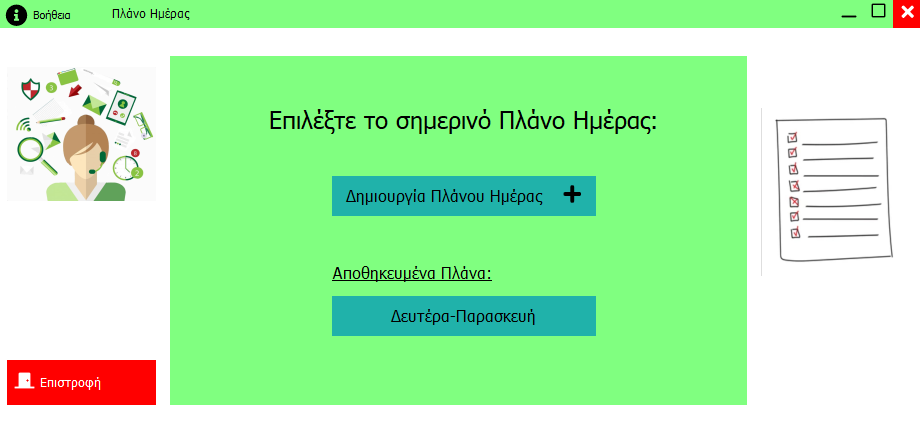 Βοήθεια
Πλάνο Ημέρας
Επιλέξτε το σημερινό Πλάνο Ημέρας:
Δημιουργία Πλάνου Ημέρας
Αποθηκευμένα Πλάνα:
Δευτέρα-Παρασκευή
Επιστροφή